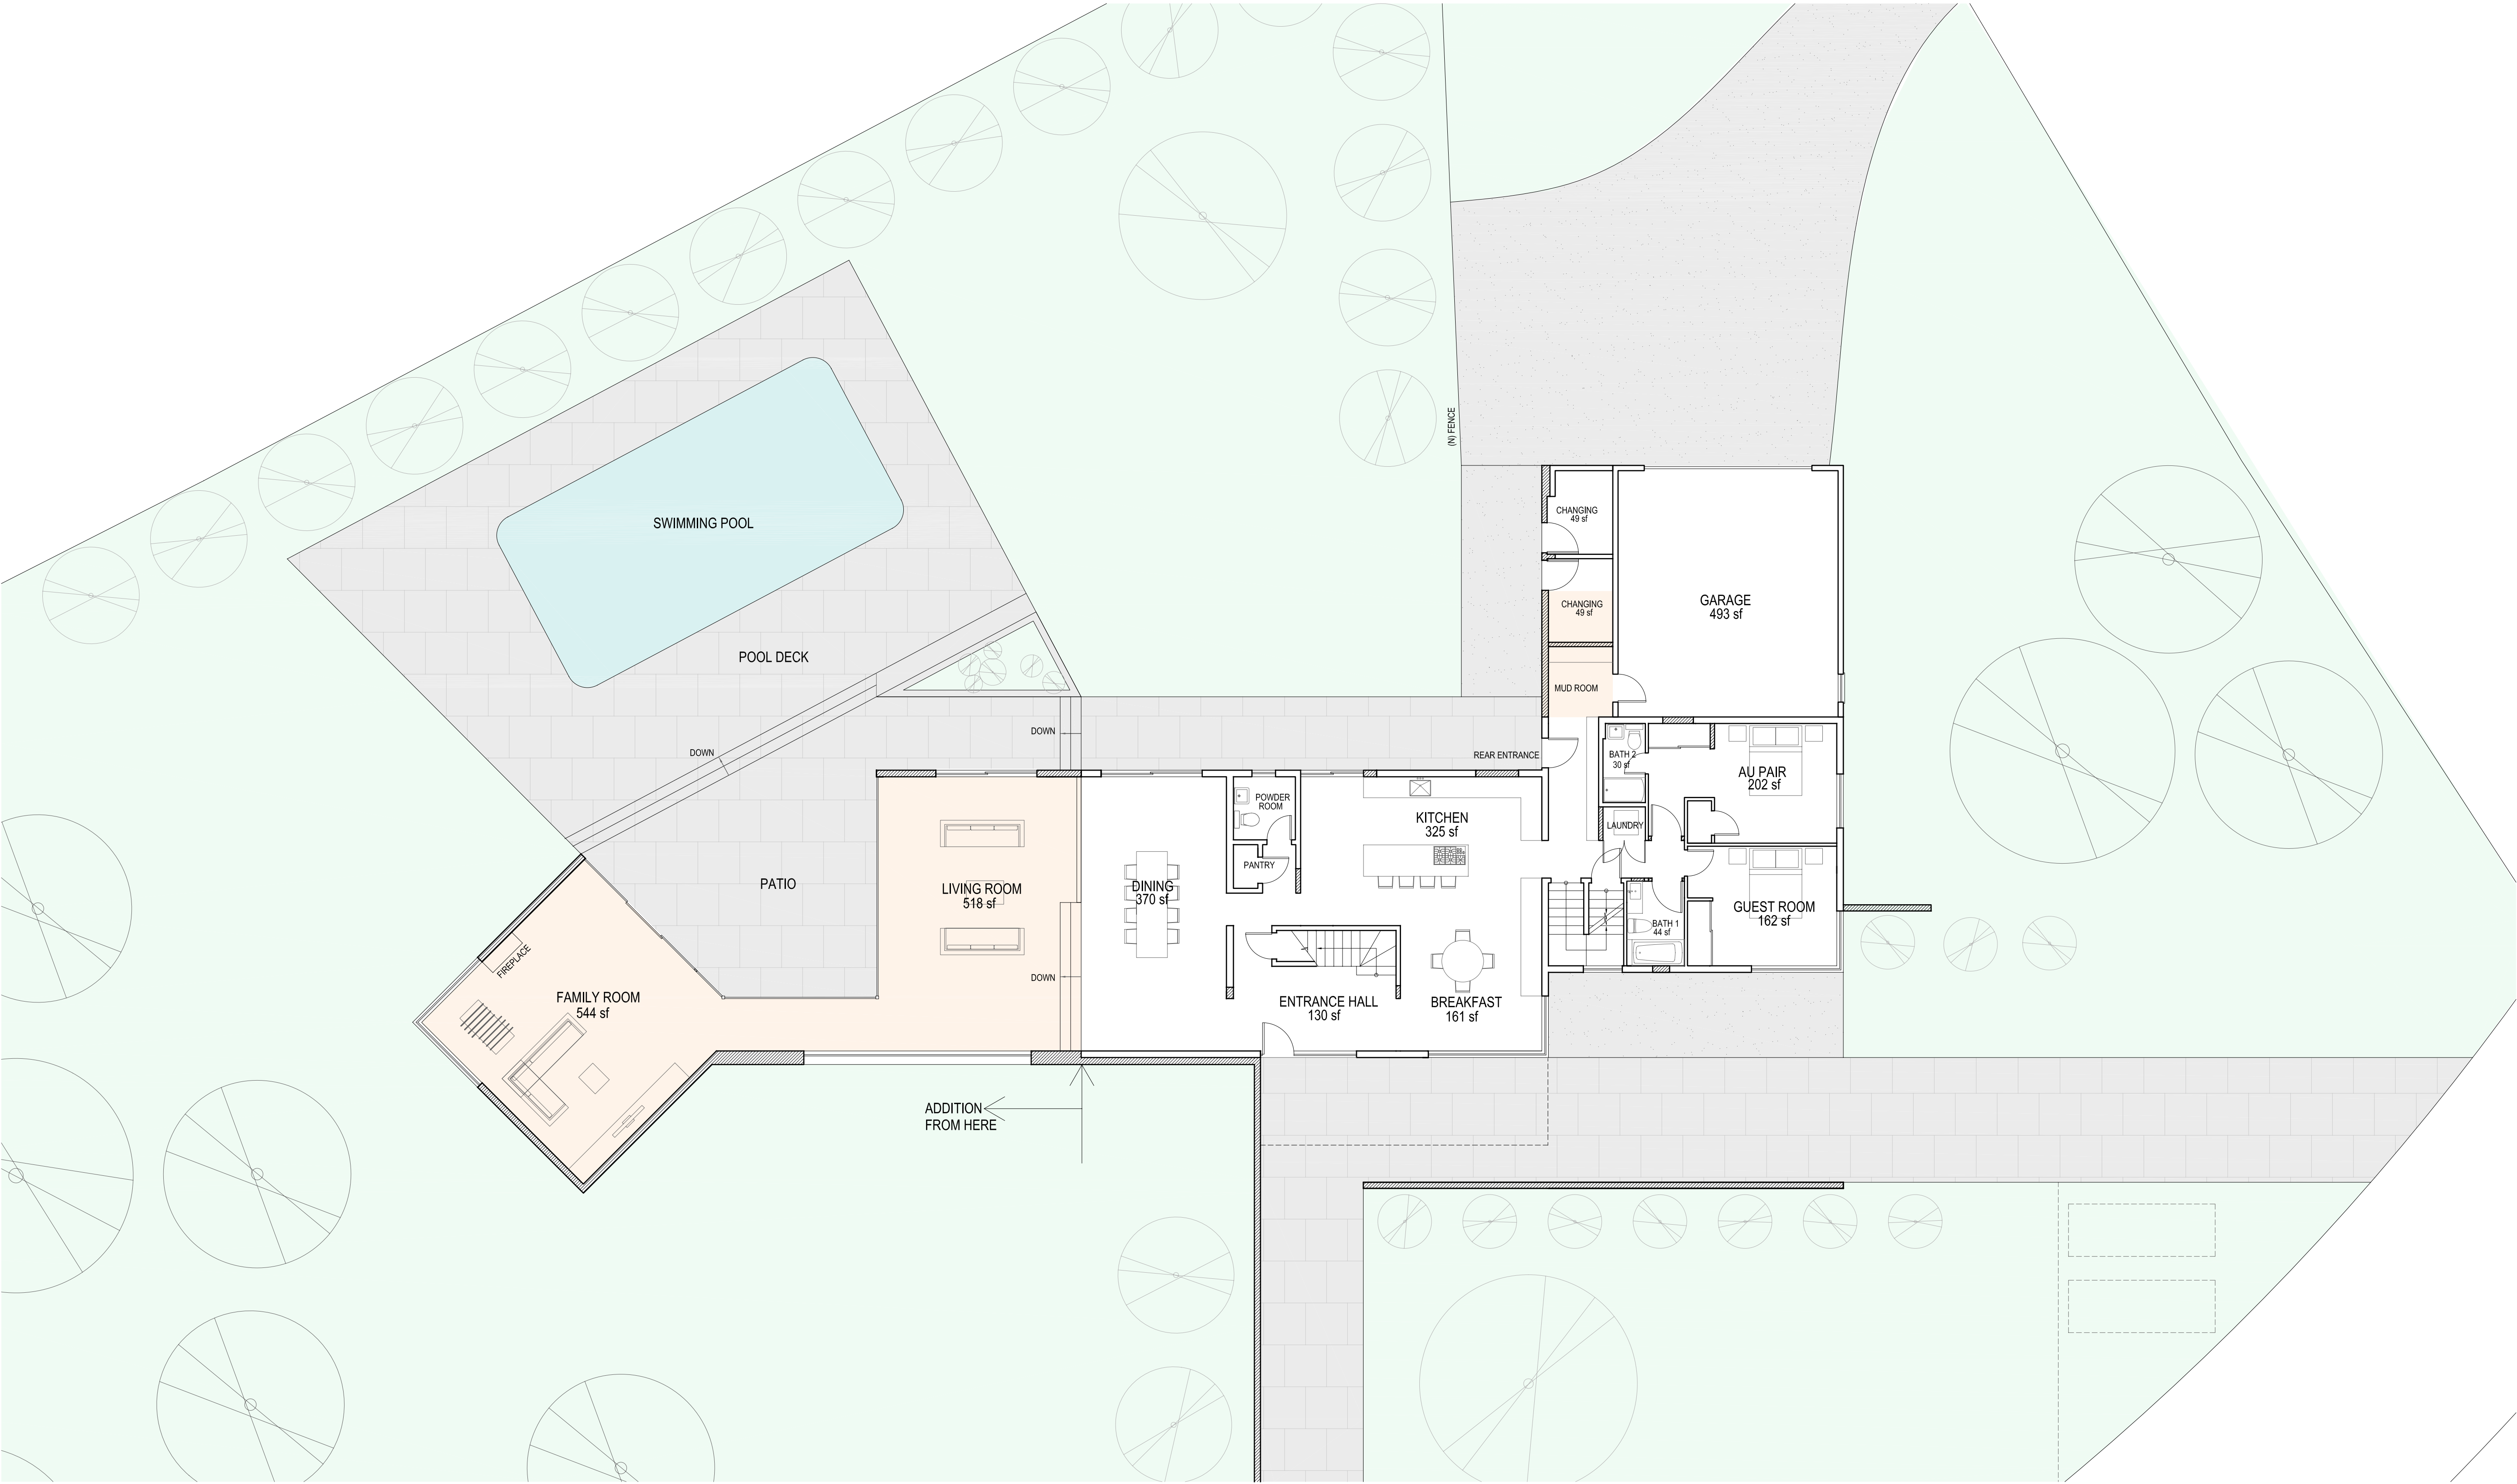 (N) FENCE
CHANGING
49 sf
SWIMMING POOL
CHANGING
49 sf
GARAGE
493 sf
POOL DECK
MUD ROOM
DOWN
DOWN
REAR ENTRANCE
BATH 2
30 sf
AU PAIR
202 sf
POWDER
ROOM
KITCHEN
325 sf
LAUNDRY
PANTRY
PATIO
LIVING ROOM
518 sf
DINING
370 sf
GUEST ROOM
162 sf
BATH 1
44 sf
FIREPLACE
DOWN
FAMILY ROOM
544 sf
ENTRANCE HALL
130 sf
BREAKFAST
161 sf
ADDITION
FROM HERE